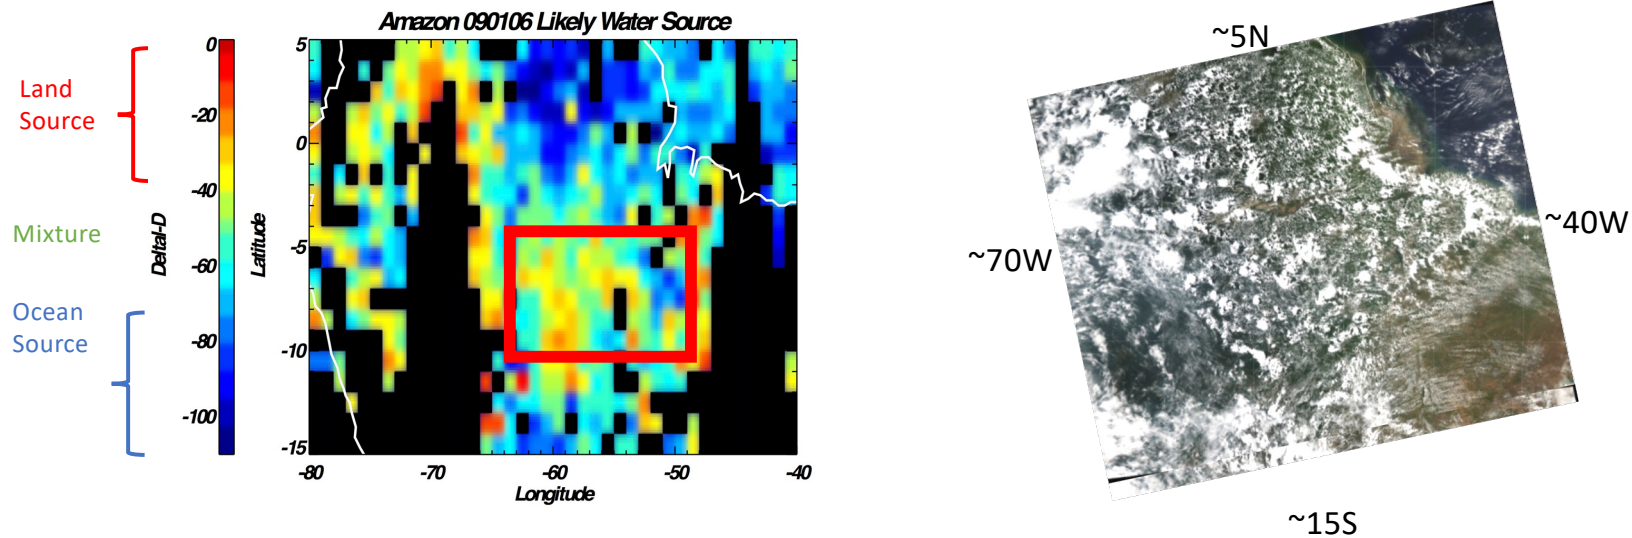 Amazon 090106 Likely Water Source
Land
Source
Mixture
Ocean
Source
0
-20
-40
-60
-80
-100
Deltal-D
5
0
-5
-10
-15
Latitude
-80
-70
-60
-50
-40
Longitude
~5N
~70W
~40W
~15S